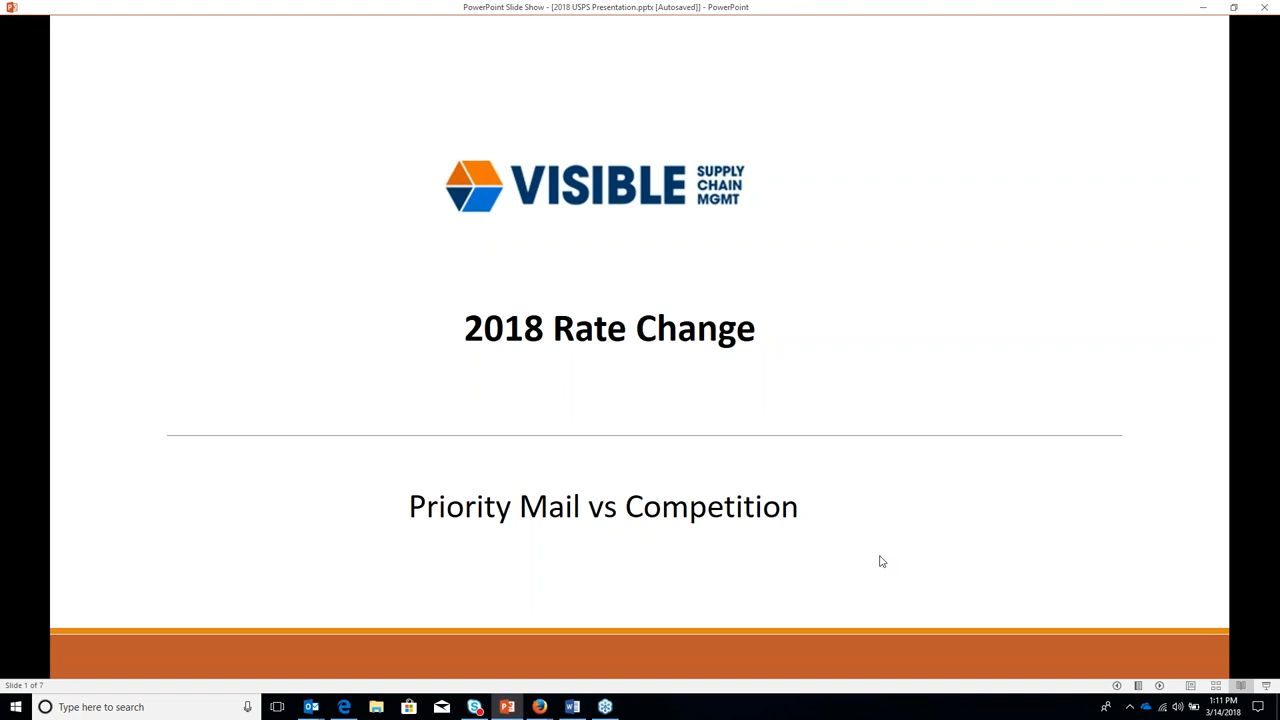 PowerPoint Slide Show - [2018 USPS Presentation.pptx [Autosaved]] - PowerPoint
VISIBLE SUPPLY
CHAIN
MGMT
2018 Rate Change
Priority Mail vs Competition
Slide 1 of 7
Type here to search
1:11 PM
3/14/2018